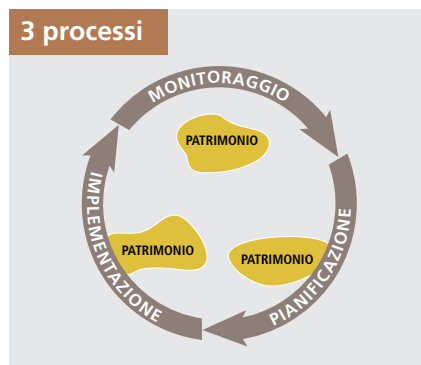 3 processi
MONITORAGGIO
PATRIMONIO
IMPLEMENTAZIONE
PATRIMONIO
PATRIMONIO
PIANIFICAZIONE